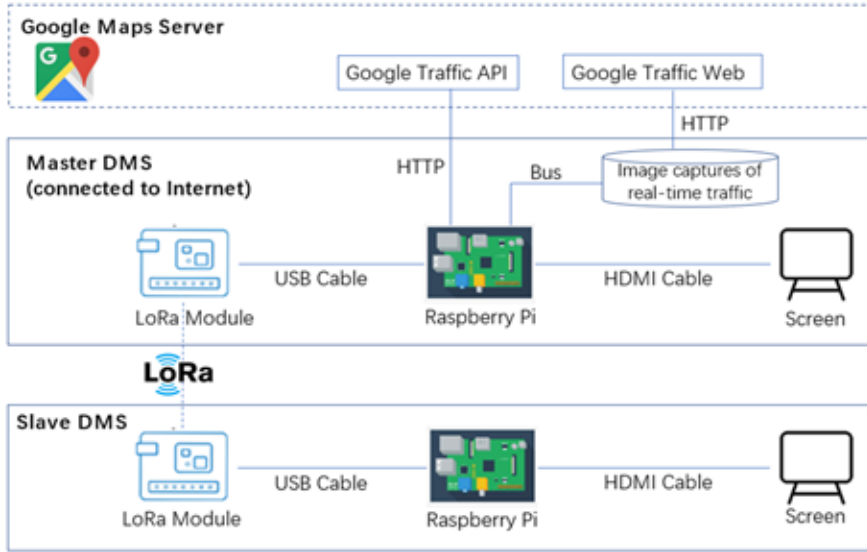 Google Maps Server
G
Google Traffic API
Google Traffic Web
HTTP
Master DMS
(connected to Internet)
HTTP
Bus
Image captures of
real-time traffic
USB Cable
HDMI Cable
LoRa Module
Raspberry Pi
Screen
LoRa
Slave DMS
USB Cable
HDMI Cable
LoRa Module
Raspberry Pi
Screen